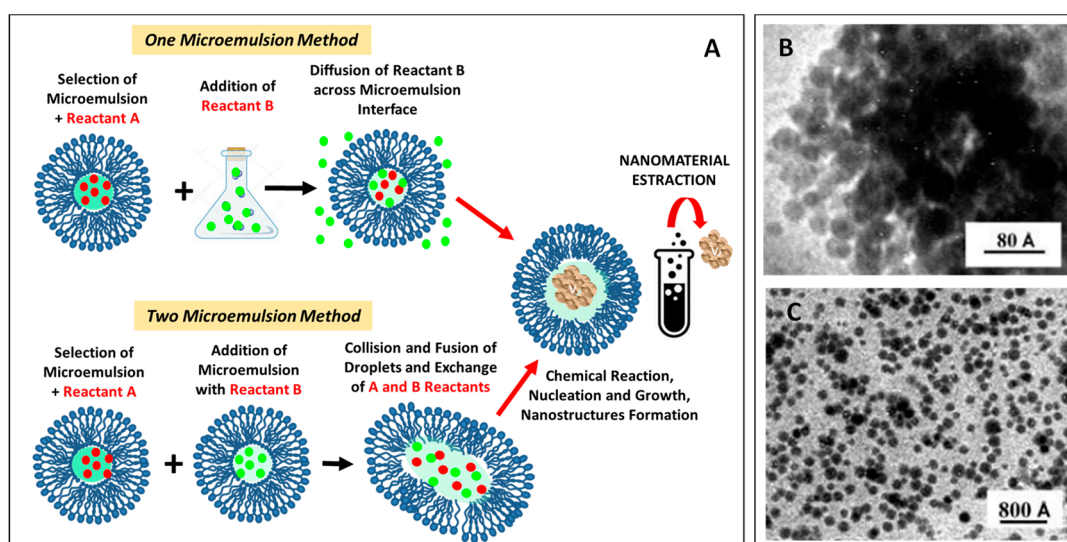 One Microemulsion Method
A
Selection of
Microemulsion
+ Reactant A
Addition of
Reactant B
Diffusion of Reactant B
across Microemulsion
Interface
NANOMATERIAL
ESTRACTION
Two Microemulsion Method
Selection of
Microemulsion
+ Reactant A
Addition of
Microemulsion
with Reactant B
Collision and Fusion of
Droplets and Exchange
of A and B Reactants
Chemical Reaction,
Nucleation and Growth,
Nanostructures Formation
B
80 Å
C
800 Å